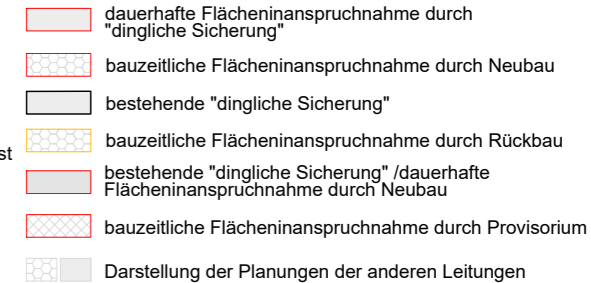 dauerhafte Flächeninanspruchnahme durch
"dingliche Sicherung"
bauzeitliche Flächeninanspruchnahme durch Neubau
bestehende "dingliche Sicherung"
bauzeitliche Flächeninanspruchnahme durch Rückbau
st
bestehende "dingliche Sicherung" /dauerhafte
Flächeninanspruchnahme durch Neubau
bauzeitliche Flächeninanspruchnahme durch Provisorium
Darstellung der Planungen der anderen Leitungen